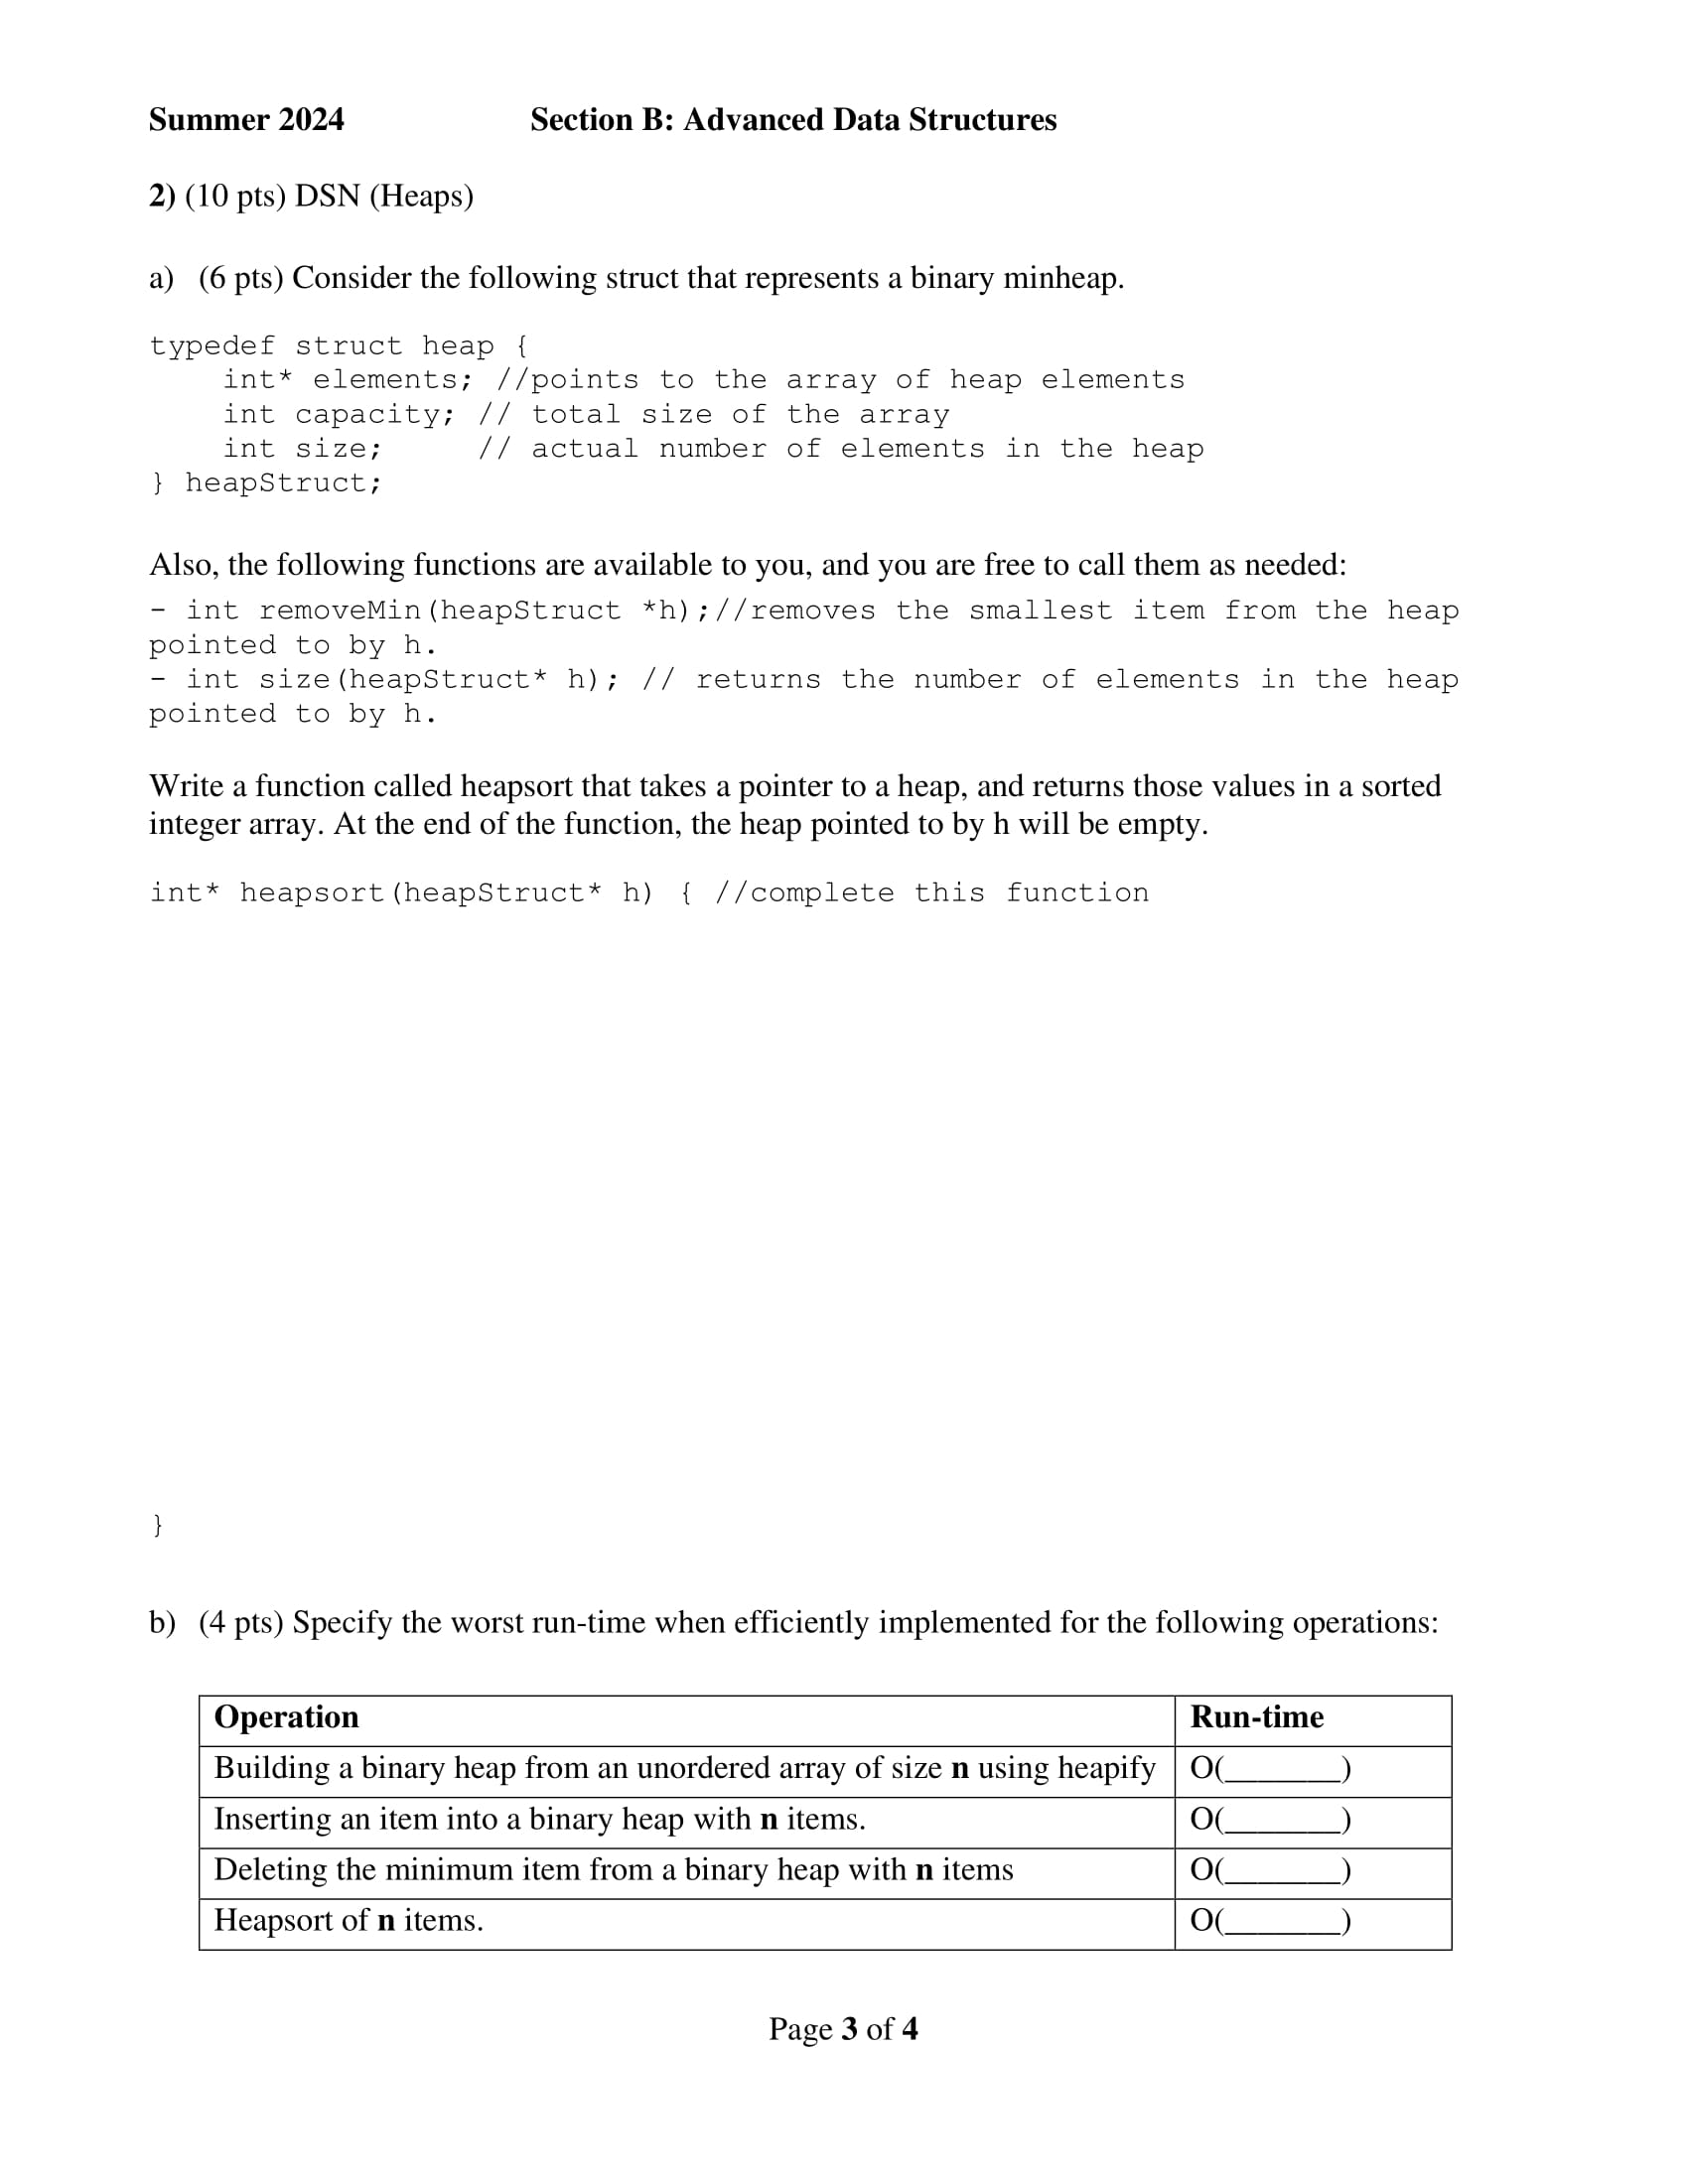 Summer 2024 Section B: Advanced Data Structures
2) (10 pts) DSN (Heaps)
a) (6 pts) Consider the following struct that represents a binary minheap.
typedef struct heap {
    int* elements; //points to the array of heap elements
    int capacity; // total size of the array
    int size;     // actual number of elements in the heap
} heapStruct;
Also, the following functions are available to you, and you are free to call them as needed:
- int removeMin(heapStruct *h);//removes the smallest item from the heap
pointed to by h.
- int size(heapStruct* h); // returns the number of elements in the heap
pointed to by h.
Write a function called heapsort that takes a pointer to a heap, and returns those values in a sorted
integer array. At the end of the function, the heap pointed to by h will be empty.
int* heapsort(heapStruct* h) { //complete this function
}
b) (4 pts) Specify the worst run-time when efficiently implemented for the following operations:
Operation Run-time
Building a binary heap from an unordered array of size n using heapify O(_______)
Inserting an item into a binary heap with n items. O(_______)
Deleting the minimum item from a binary heap with n items O(_______)
Heapsort of n items. O(_______)
Page 3 of 4